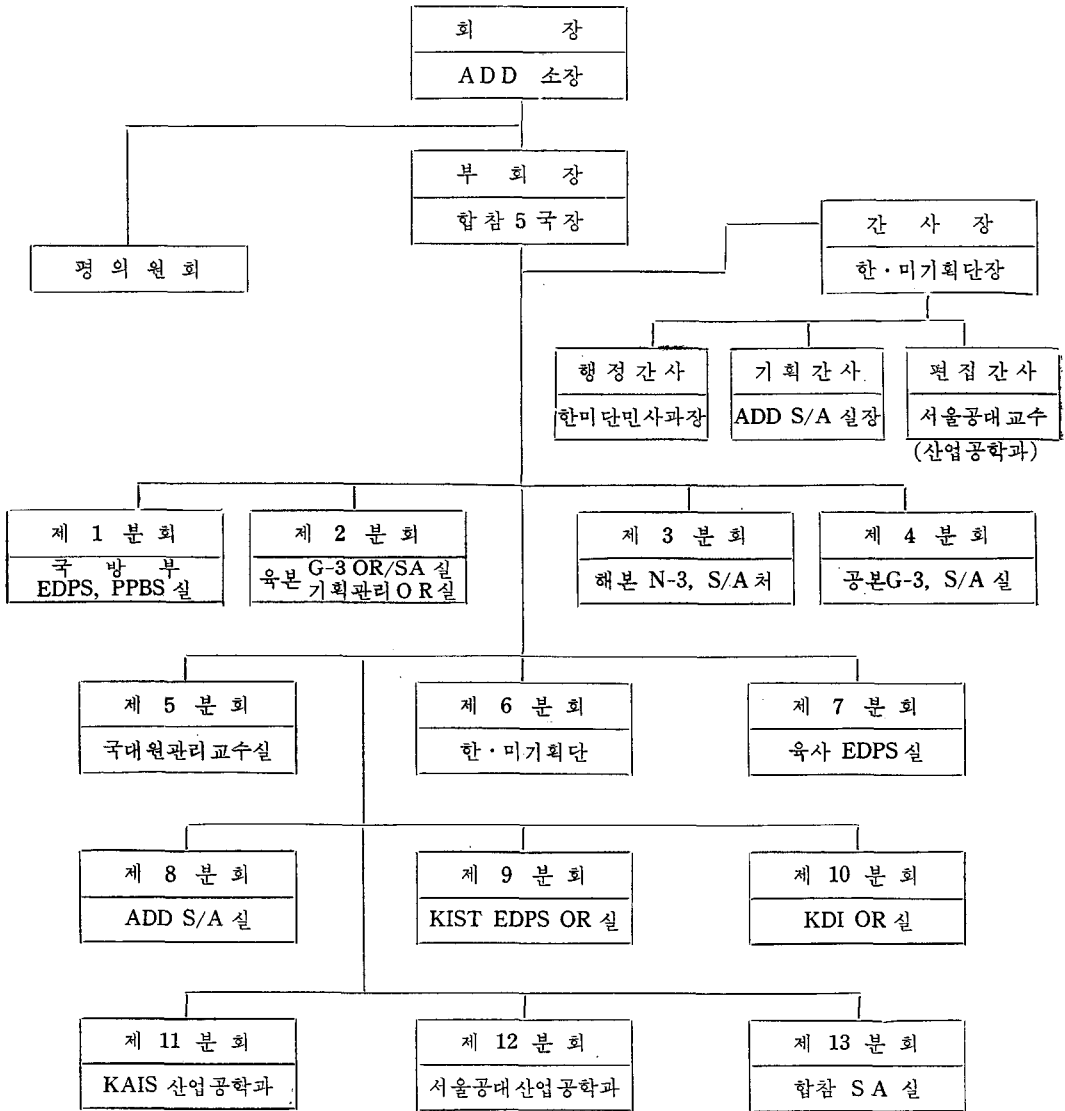 회 장
ADD 소장
부 회 장
합참 5 국장
평 의 원 회
간 사 장
한·미기획단장
행정간사
한미단민사과장
기획간사
ADD S/A 실장
편집간사
서울공대교수
(산업공학과)
제 1 분회
국 방 부
EDPS, PPBS 실
제 2 분회
육본 G-3 OR/SA 실
기획관리 OR실
제 3 분회
해본 N-3, S/A처
제 4 분회
공본G-3, S/A 실
제 5 분회
국대원관리교수실
제 6 분회
한·미기획단
제 7 분회
육사 EDPS 실
제 8 분회
ADD S/A 실
제 9 분회
KIST EDPS OR 실
제 10 분회
KDI OR 실
제 11 분회
KAIS 산업공학과
제 12 분회
서울공대산업공학과
제 13 분회
합참 SA 실